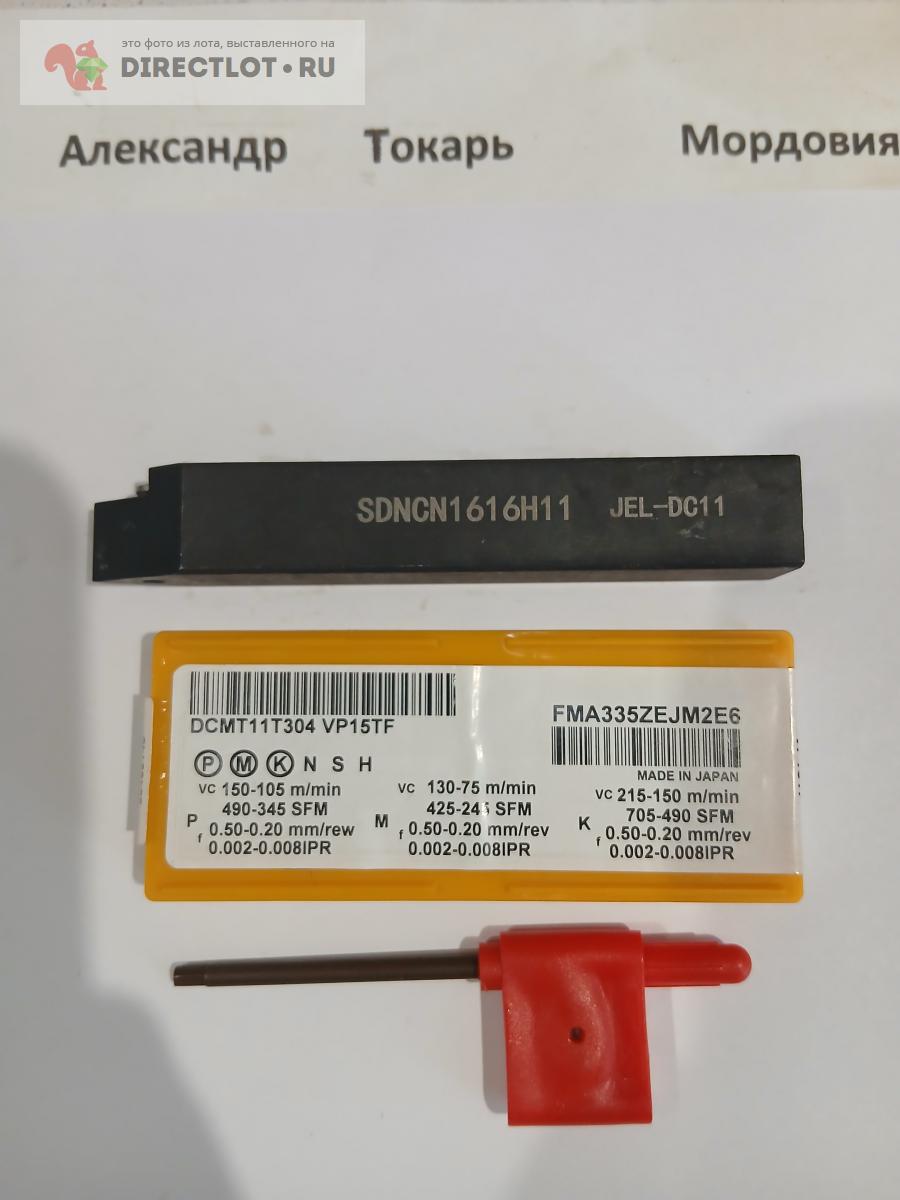 это фото из лота, выставленного на
DIRECTLOT.RU
Александр Токарь Мордовия
SDNCN1616H11 JEL-DC11
DCMT11T304 VP15TF
FMA335ZEJM2E6
MADE IN JAPAN
P M K N S H
P
vc 150-105 m/min
490-345 SFM
f 0.50-0.20 mm/rew
0.002-0.008IPR
M
vc 130-75 m/min
425-245 SFM
f 0.50-0.20 mm/rev
0.002-0.008IPR
K
vc 215-150 m/min
705-490 SFM
f 0.50-0.20 mm/rev
0.002-0.008IPR